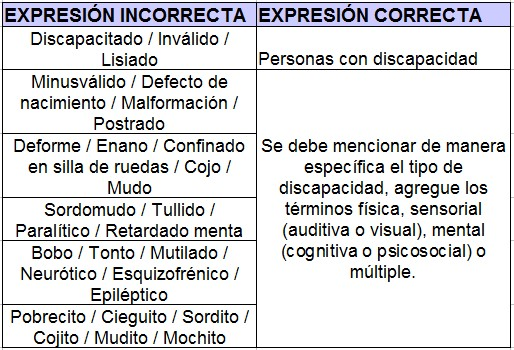 EXPRESIÓN INCORRECTA
EXPRESIÓN CORRECTA
Discapacitado / Inválido /
Lisiado
Personas con discapacidad
Minusválido / Defecto de
nacimiento / Malformación /
Postrado
Deforme / Enano / Confinado
en silla de ruedas / Cojo /
Mudo
Sordomudo / Tullido /
Paralítico / Retardado menta
Bobo / Tonto / Mutilado /
Neurótico / Esquizofrénico /
Epiléptico
Pobrecito / Cieguito / Sordito /
Cojito / Mudito / Mochito
Se debe mencionar de manera
específica el tipo de
discapacidad, agregue los
términos física, sensorial
(auditiva o visual), mental
(cognitiva o psicosocial) o
múltiple.